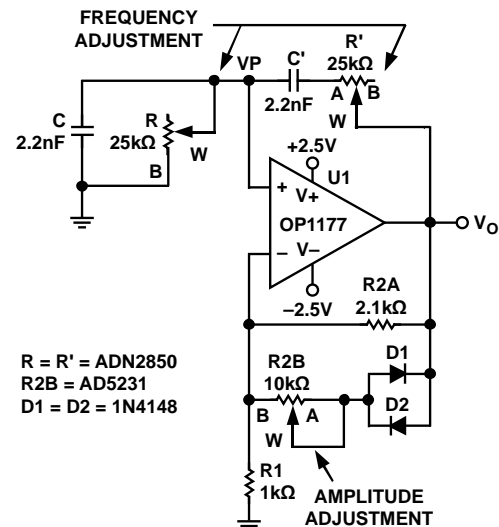 FREQUENCY
ADJUSTMENT
VP
C'
2.2nF
R'
25kΩ
A
B
W
C
2.2nF
R
25kΩ
W
B
+2.5V
U1
+
V+
OP1177
−
V−
−2.5V
VO
R2A
2.1kΩ
R2B
10kΩ
B
A
W
D1
D2
R = R' = ADN2850
R2B = AD5231
D1 = D2 = 1N4148
R1
1kΩ
AMPLITUDE
ADJUSTMENT